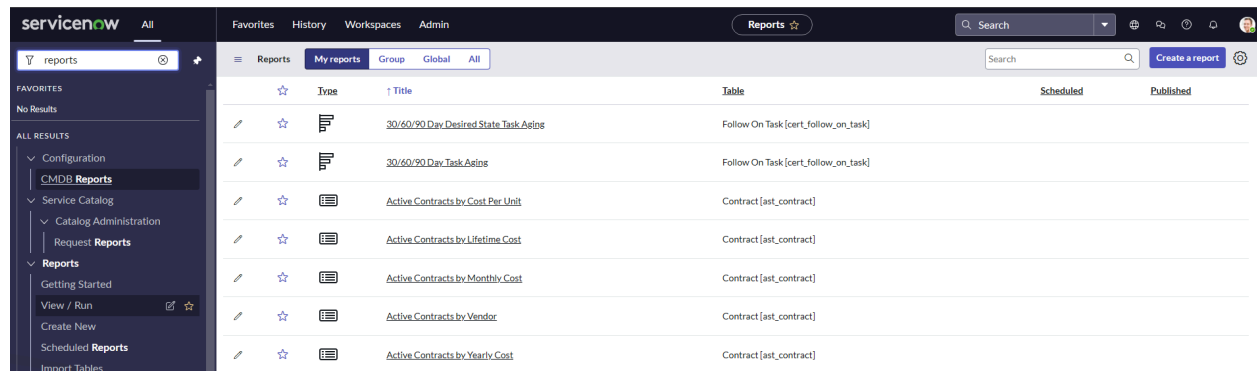 servicenow All Favorites History Workspaces Admin Reports Search
reports Reports My reports Group Global All Search Create a report
FAVORITES
No Results
ALL RESULTS
Configuration
CMDB Reports
Service Catalog
Catalog Administration
Request Reports
Reports
Getting Started
View / Run
Create New
Scheduled Reports
Import Tables
Type ↑ Title Table Scheduled Published
30/60/90 Day Desired State Task Aging Follow On Task [cert_follow_on_task]
30/60/90 Day Task Aging Follow On Task [cert_follow_on_task]
Active Contracts by Cost Per Unit Contract [ast_contract]
Active Contracts by Lifetime Cost Contract [ast_contract]
Active Contracts by Monthly Cost Contract [ast_contract]
Active Contracts by Vendor Contract [ast_contract]
Active Contracts by Yearly Cost Contract [ast_contract]